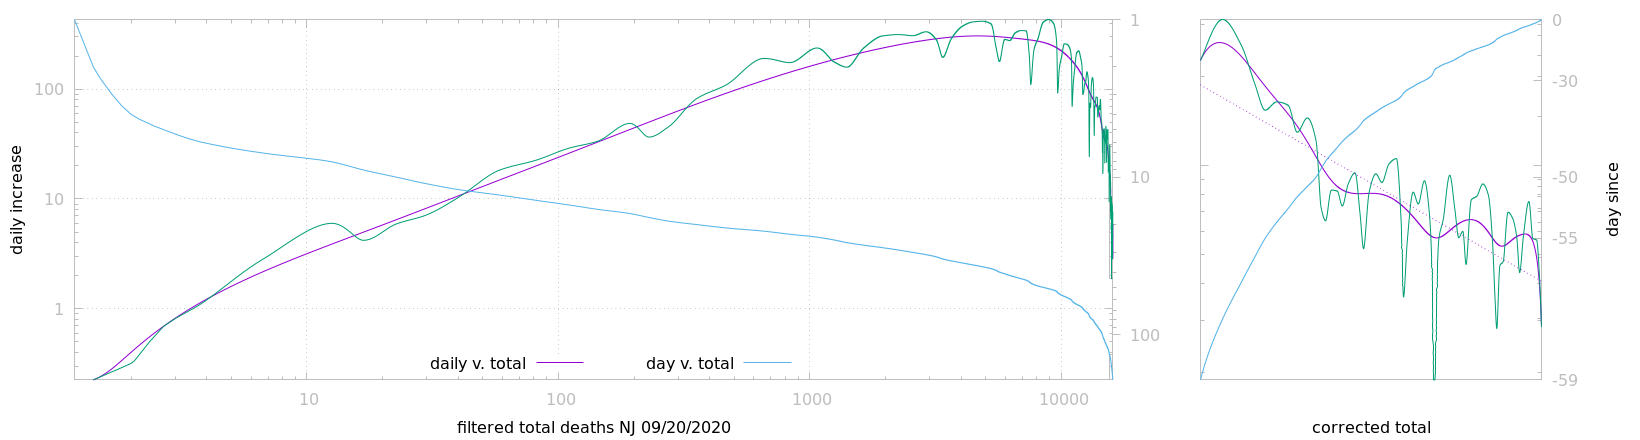 daily increase
100
10
1
10
100
1000
10000
1
10
100
daily v. total
day v. total
filtered total deaths NJ 09/20/2020
0
-30
-50
-55
-59
day since
corrected total